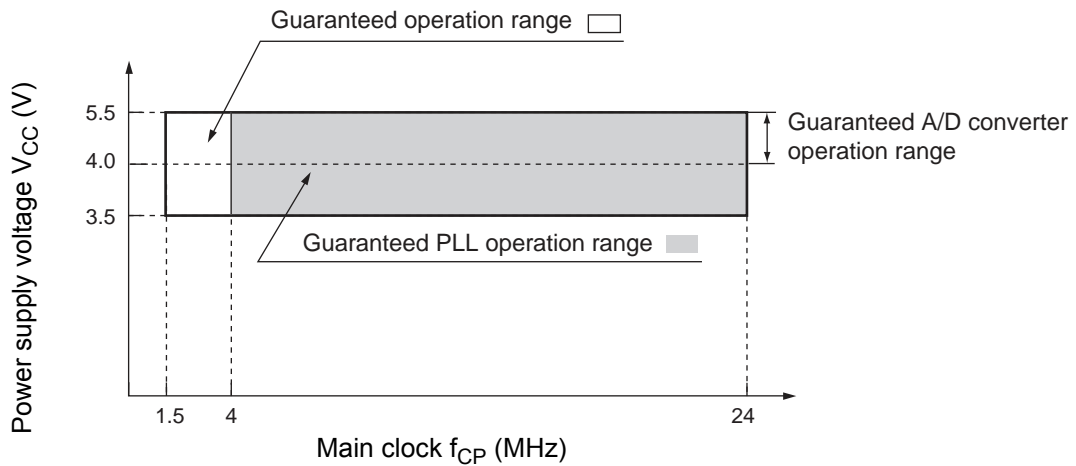 Guaranteed operation range
Power supply voltage VCC (V)
5.5
4.0
3.5
Guaranteed A/D converter
operation range
Guaranteed PLL operation range
1.5
4
24
Main clock fCP (MHz)